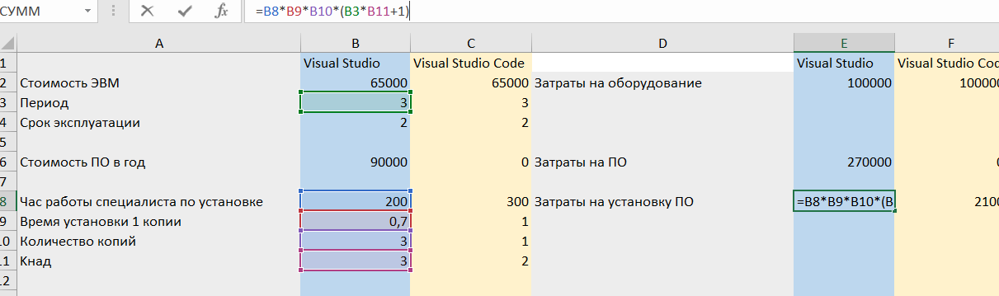 СУММ =B8*B9*B10*(B3*B11+1)
A B C D E F
1 Visual Studio Visual Studio Code Visual Studio Visual Studio Cod
2 Стоимость ЭВМ 65000 65000 Затраты на оборудование 100000 100000
3 Период 3 3
4 Срок эксплуатации 2 2
5
6 Стоимость ПО в год 90000 0 Затраты на ПО 270000 0
7
8 Час работы специалиста по установке 200 300 Затраты на установку ПО =B8*B9*B10*(B 2100
9 Время установки 1 копии 0,7 1
10 Количество копий 3 1
11 Кнад 3 2
12